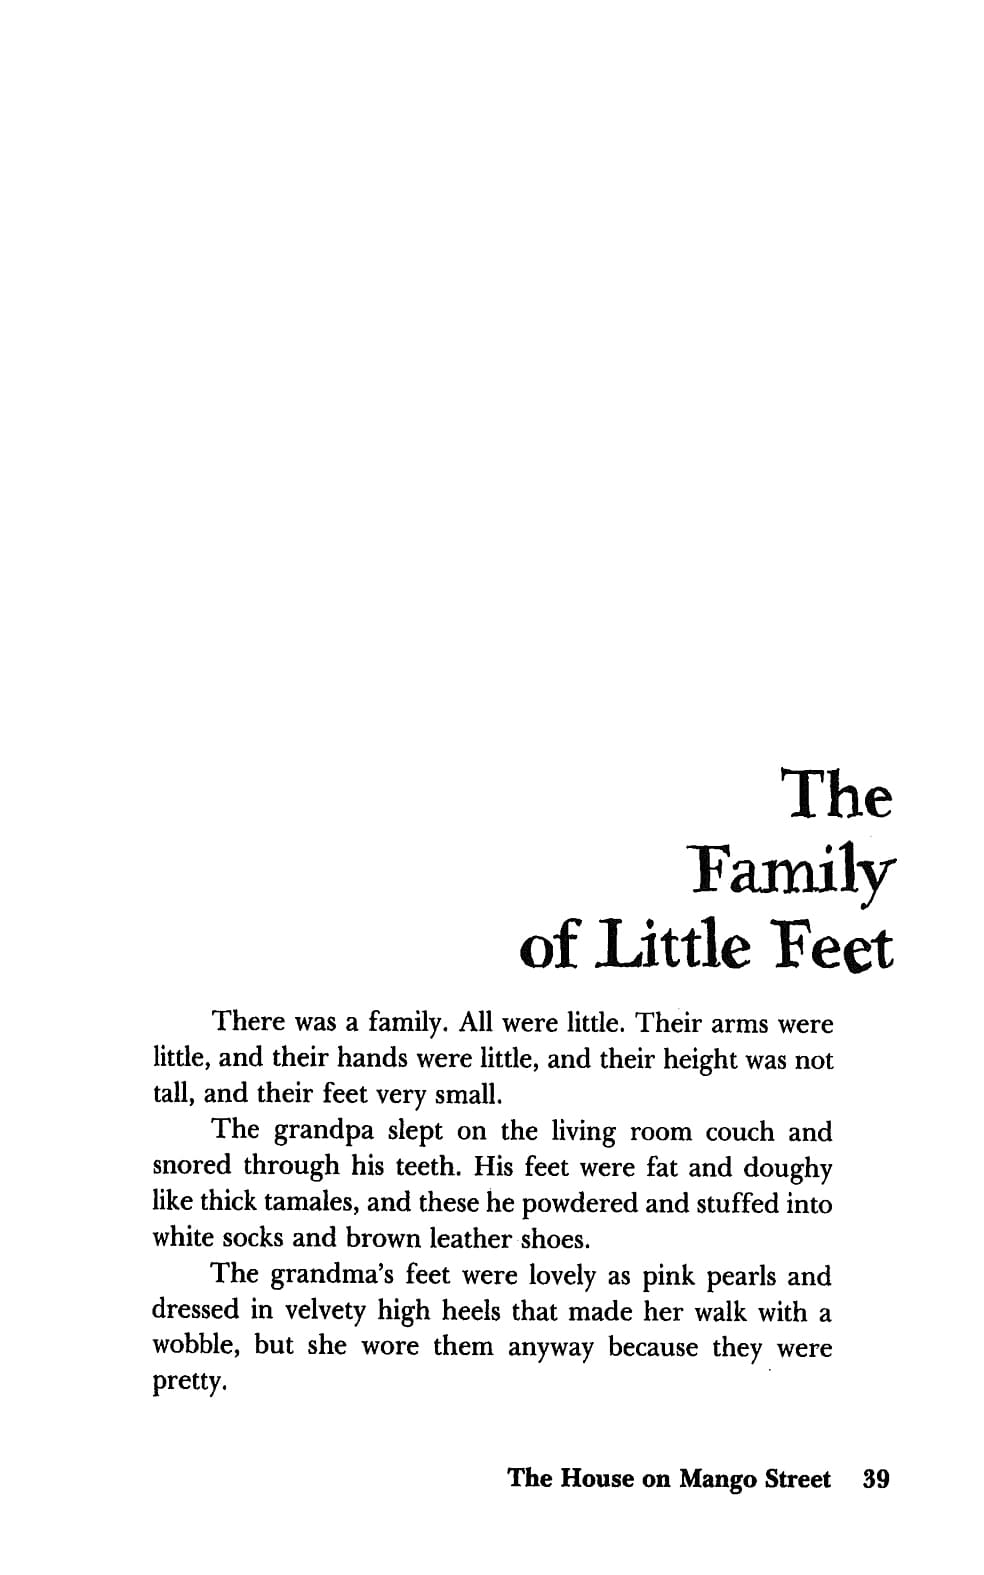 The
Family
of Little Feet
There was a family. All were little. Their arms were
little, and their hands were little, and their height was not
tall, and their feet very small.
The grandpa slept on the living room couch and
snored through his teeth. His feet were fat and doughy
like thick tamales, and these he powdered and stuffed into
white socks and brown leather shoes.
The grandma's feet were lovely as pink pearls and
dressed in velvety high heels that made her walk with a
wobble, but she wore them anyway because they were
pretty.
The House on Mango Street 39